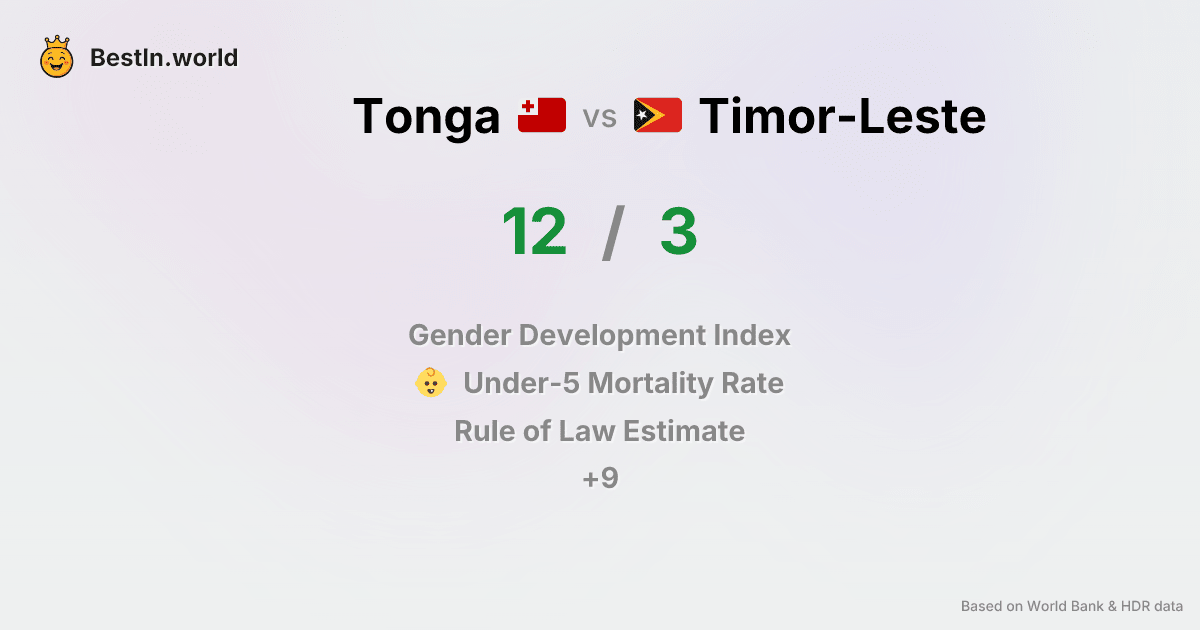 BestIn.world
Tonga vs Timor-Leste
12 / 3
Gender Development Index
Under-5 Mortality Rate
Rule of Law Estimate
+9
Based on World Bank & HDR data